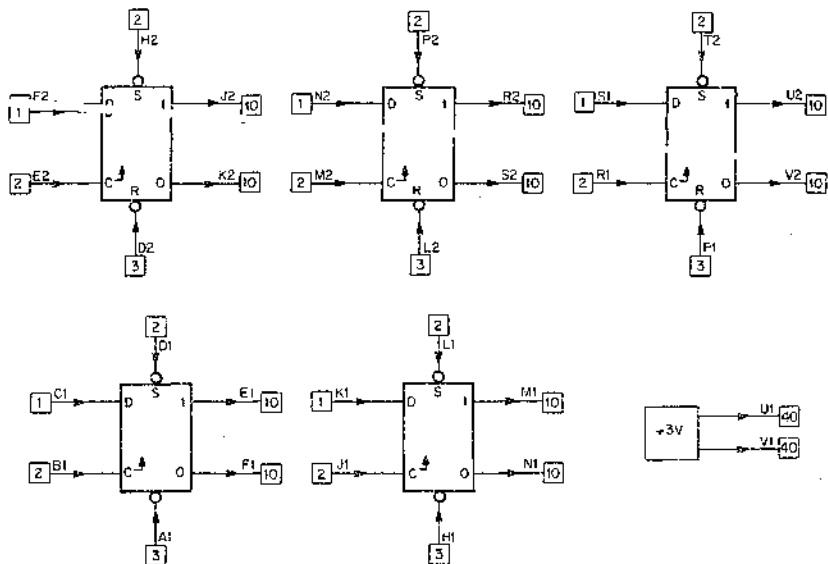 2 2 2
H2 P2 T2
S S S
F2 D 1 J2 10
1 N2 D 1 R2 10
1 S1 D 1 U2 10
1
2 E2 C 0 K2 10
2 M2 C 0 S2 10
2 R1 C 0 V2 10
R R R
D2 L2 P1
3 3 3
2 2
D1 L1
S S
1 C1 D 1 E1 10
1 K1 D 1 M1 10
+3V U1 40
V1 40
2 B1 C 0 F1 10
2 J1 C 0 N1 10
A1 H1
3 3